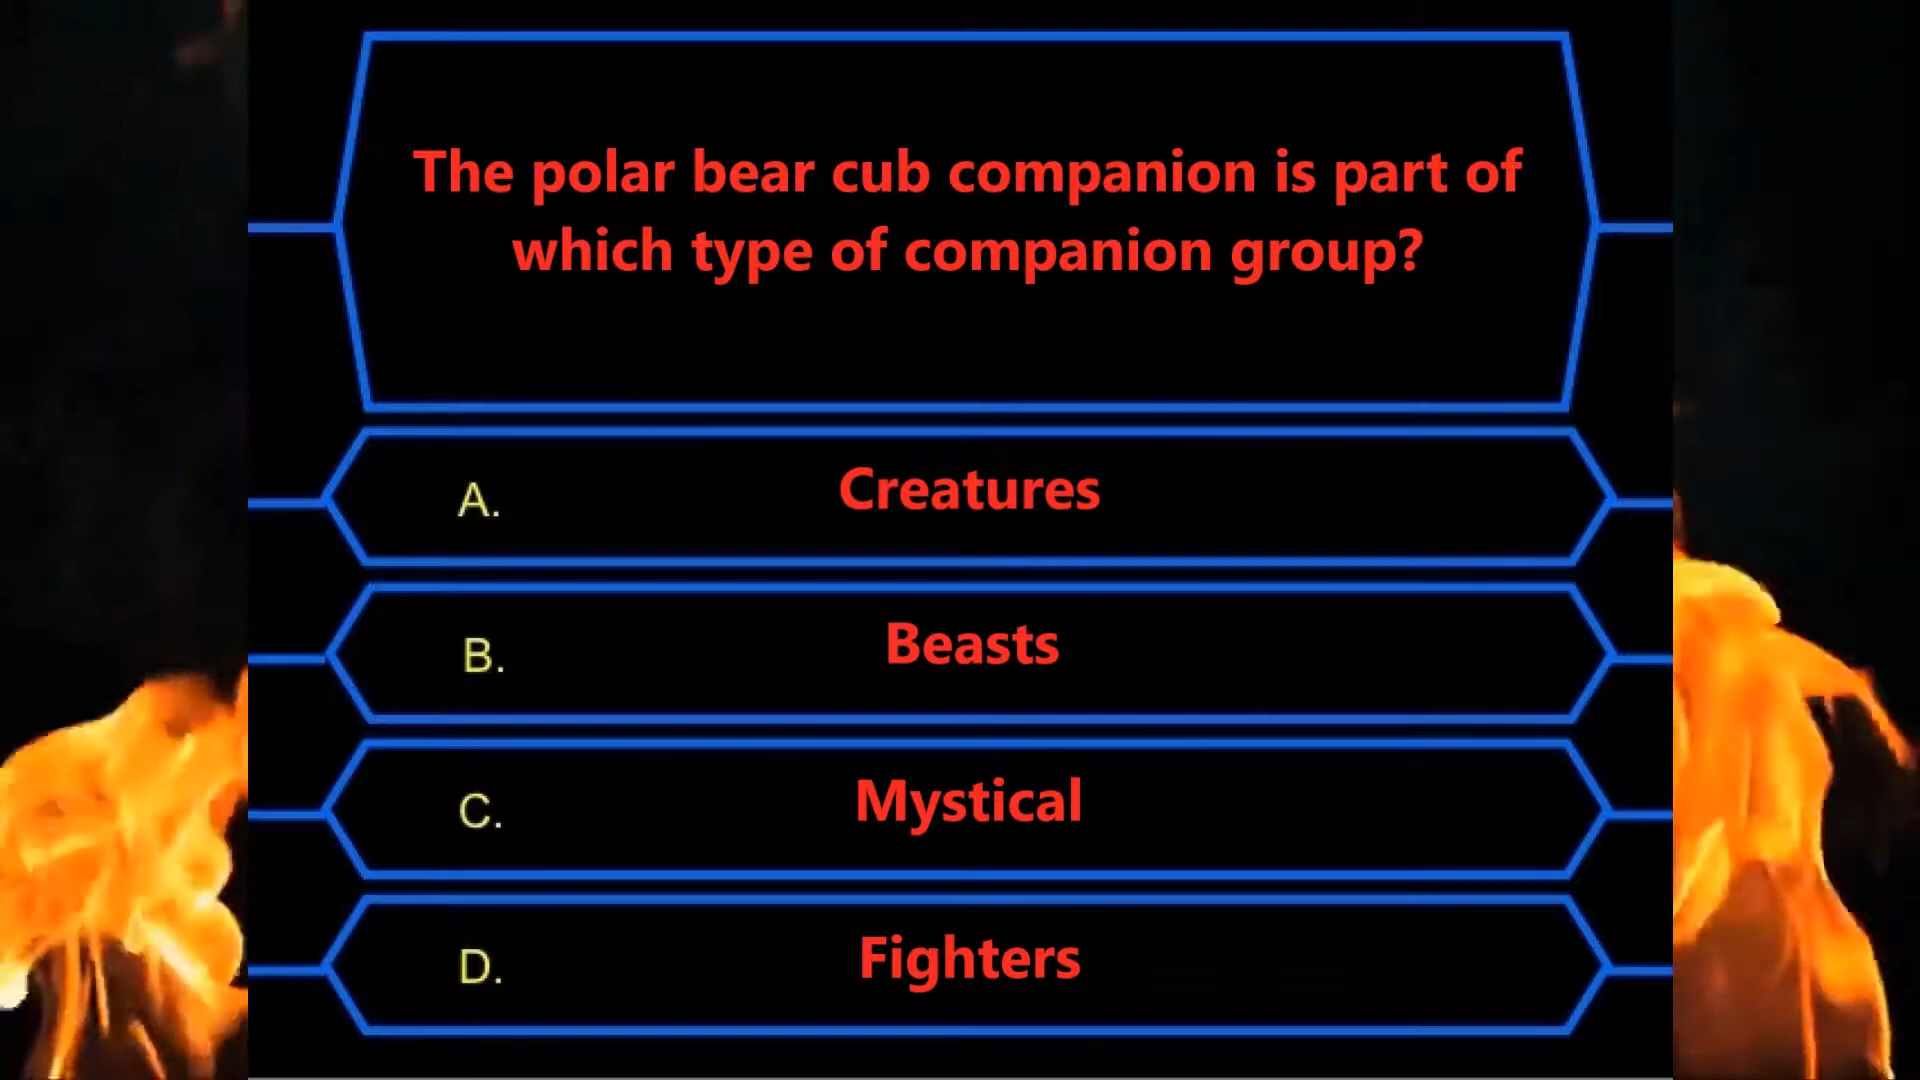 The polar bear cub companion is part of
which type of companion group?
A. Creatures
B. Beasts
C. Mystical
D. Fighters